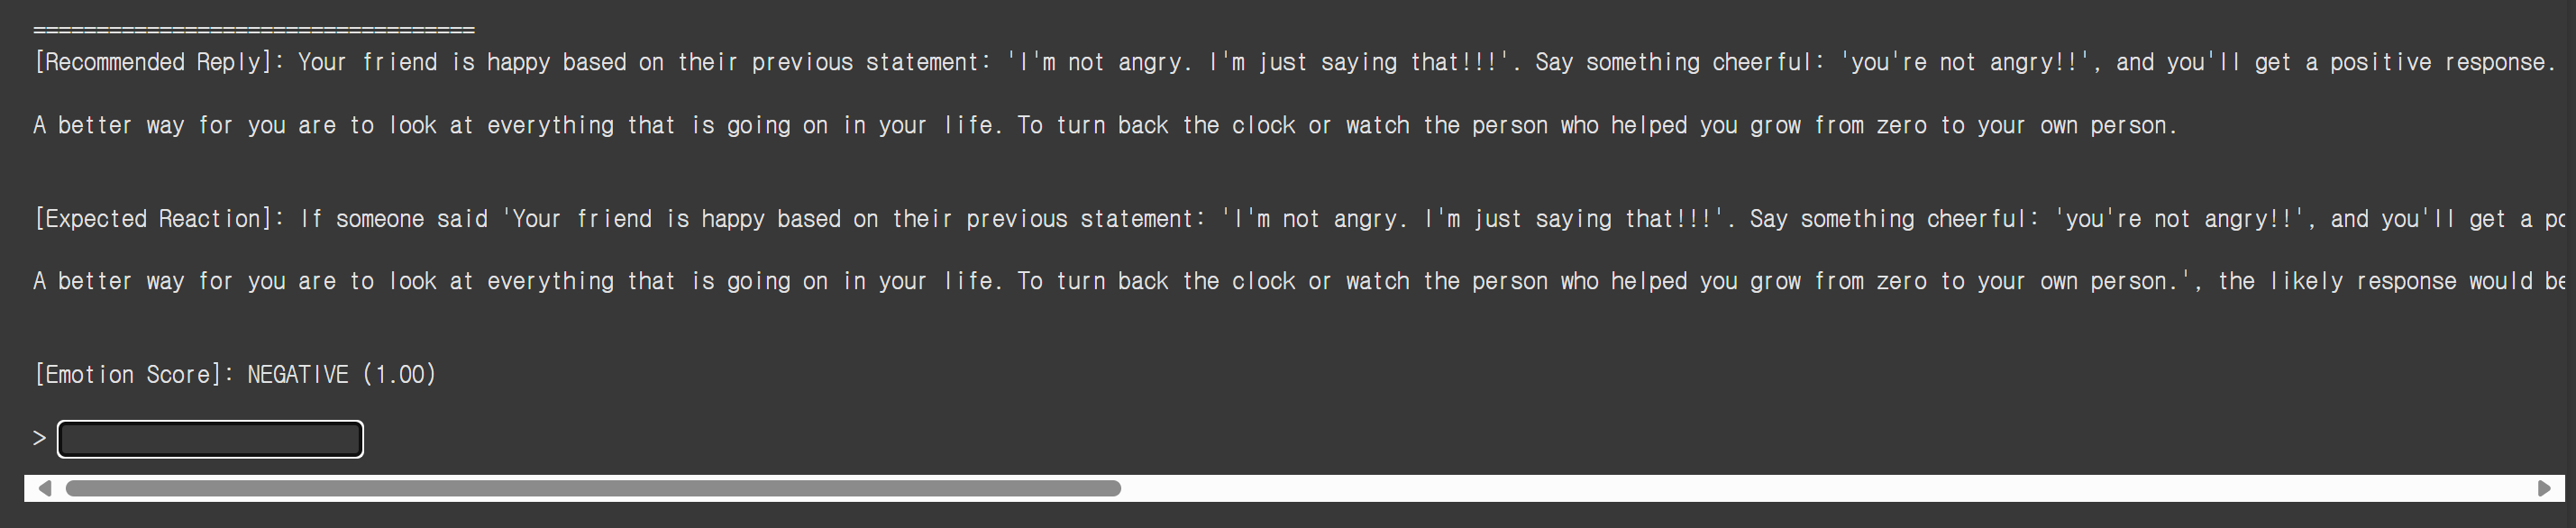 ===================================
[Recommended Reply]: Your friend is happy based on their previous statement: 'I'm not angry. I'm just saying that!!!'. Say something cheerful: 'you're not angry!!', and you'll get a positive response.
A better way for you are to look at everything that is going on in your life. To turn back the clock or watch the person who helped you grow from zero to your own person.
[Expected Reaction]: If someone said 'Your friend is happy based on their previous statement: 'I'm not angry. I'm just saying that!!!'. Say something cheerful: 'you're not angry!!', and you'll get a
A better way for you are to look at everything that is going on in your life. To turn back the clock or watch the person who helped you grow from zero to your own person.', the likely response would be
[Emotion Score]: NEGATIVE (1.00)
>